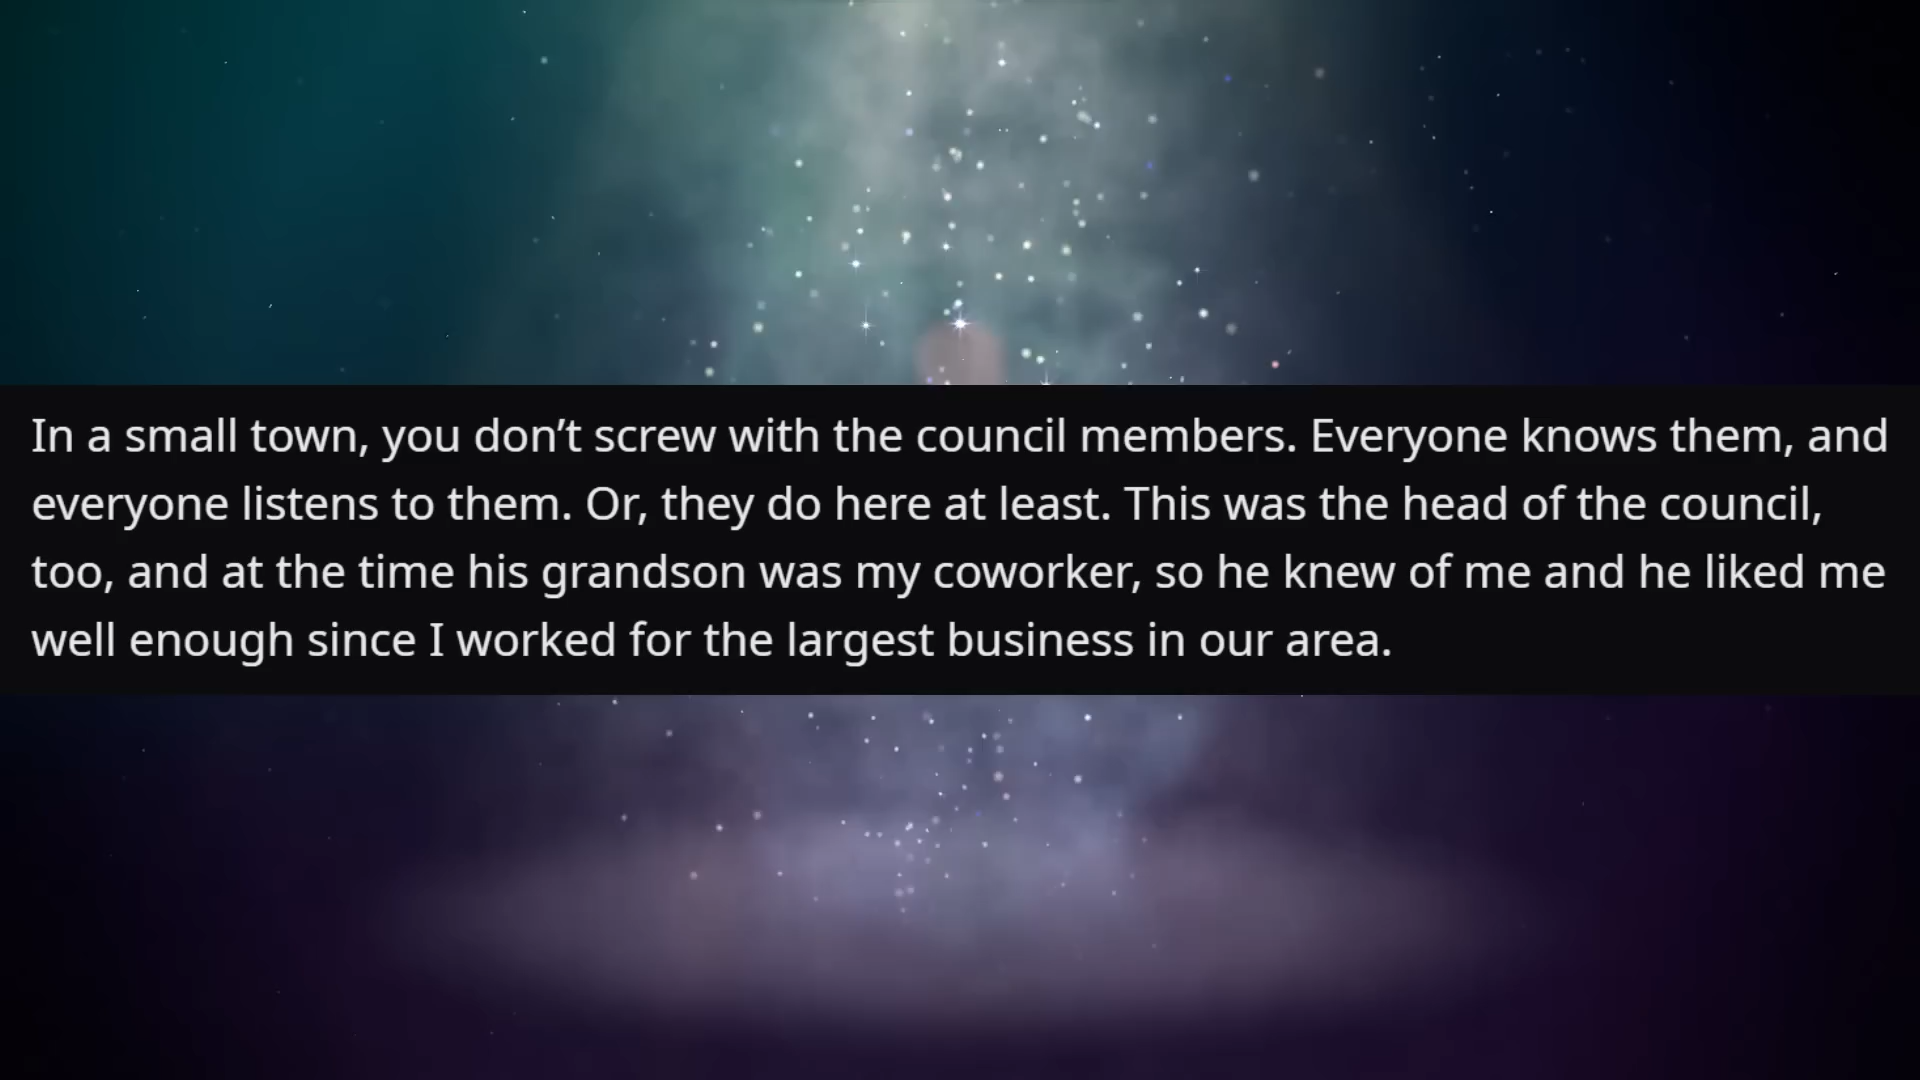 In a small town, you don’t screw with the council members. Everyone knows them, and
everyone listens to them. Or, they do here at least. This was the head of the council,
too, and at the time his grandson was my coworker, so he knew of me and he liked me
well enough since I worked for the largest business in our area.